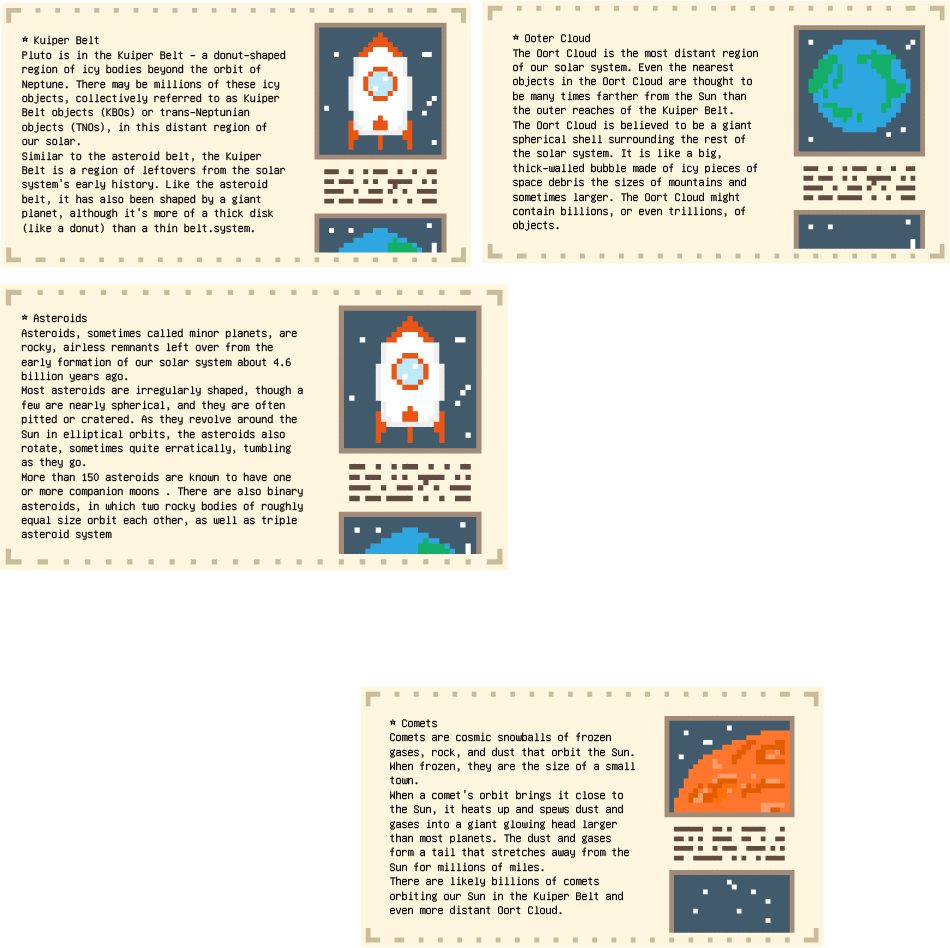 * Kuiper Belt
Pluto is in the Kuiper Belt – a donut-shaped
region of icy bodies beyond the orbit of
Neptune. There may be millions of these icy
objects, collectively referred to as Kuiper
Belt objects (KBOs) or trans-Neptunian
objects (TNOs), in this distant region of
our solar.
Similar to the asteroid belt, the Kuiper
Belt is a region of leftovers from the solar
system's early history. Like the asteroid
belt, it has also been shaped by a giant
planet, although it's more of a thick disk
(like a donut) than a thin belt.system.
* Ooter Cloud
The Oort Cloud is the most distant region
of our solar system. Even the nearest
objects in the Oort Cloud are thought to
be many times farther from the Sun than
the outer reaches of the Kuiper Belt.
The Oort Cloud is believed to be a giant
spherical shell surrounding the rest of
the solar system. It is like a big,
thick-walled bubble made of icy pieces of
space debris the sizes of mountains and
sometimes larger. The Oort Cloud might
contain billions, or even trillions, of
objects.
* Asteroids
Asteroids, sometimes called minor planets, are
rocky, airless remnants left over from the
early formation of our solar system about 4.6
billion years ago.
Most asteroids are irregularly shaped, though a
few are nearly spherical, and they are often
pitted or cratered. As they revolve around the
Sun in elliptical orbits, the asteroids also
rotate, sometimes quite erratically, tumbling
as they go.
More than 150 asteroids are known to have one
or more companion moons . There are also binary
asteroids, in which two rocky bodies of roughly
equal size orbit each other, as well as triple
asteroid system
* Comets
Comets are cosmic snowballs of frozen
gases, rock, and dust that orbit the Sun.
When frozen, they are the size of a small
town.
When a comet's orbit brings it close to
the Sun, it heats up and spews dust and
gases into a giant glowing head larger
than most planets. The dust and gases
form a tail that stretches away from the
Sun for millions of miles.
There are likely billions of comets
orbiting our Sun in the Kuiper Belt and
even more distant Oort Cloud.